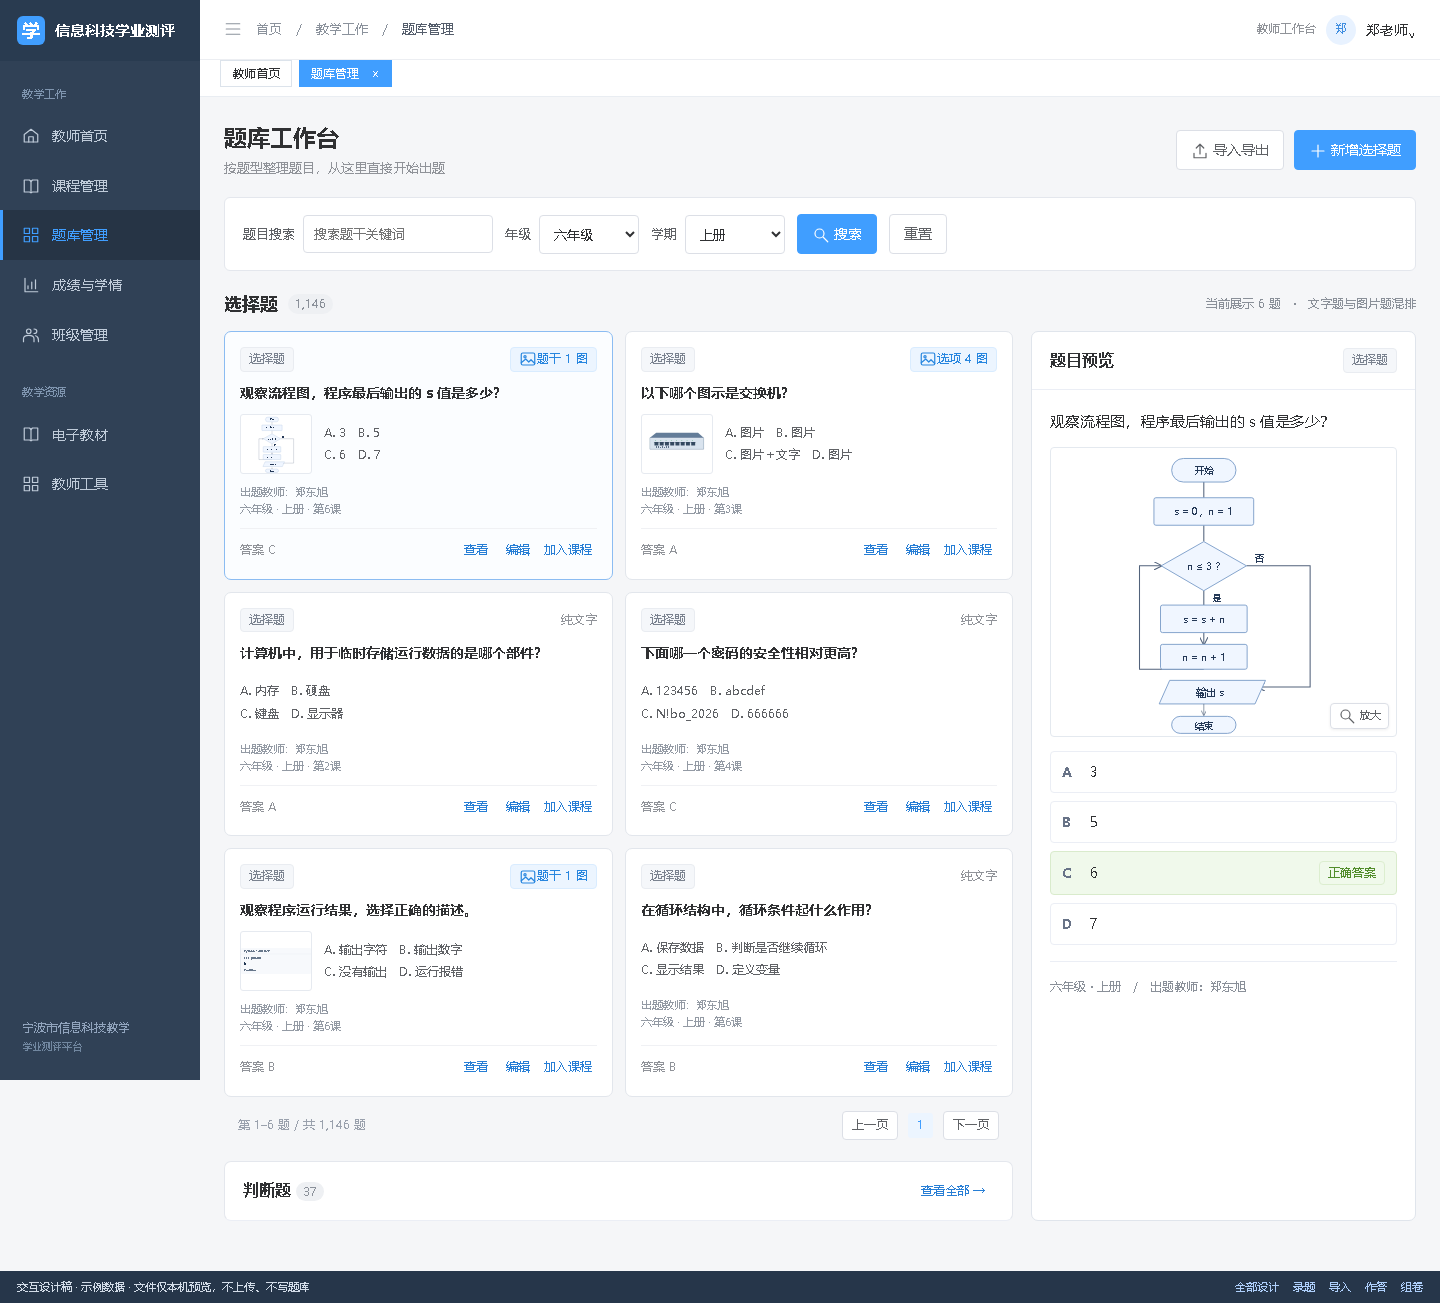 学 信息科技学业测评
首页 / 教学工作 / 题库管理
教师工作台 郑 郑老师
教师首页 题库管理 ×
教学工作
教师首页
课程管理
题库管理
成绩与学情
班级管理
教学资源
电子教材
教师工具
宁波市信息科技教学
学业测评平台
题库工作台
按题型整理题目，从这里直接开始出题
导入导出 新增选择题
题目搜索 搜索题干关键词 年级 六年级 学期 上册 搜索 重置
选择题 1,146
当前展示 6 题 · 文字题与图片题混排
选择题 题干 1 图
观察流程图，程序最后输出的 s 值是多少？
A. 3 B. 5
C. 6 D. 7
出题教师：郑东旭
六年级 · 上册 · 第6课
答案 C 查看 编辑 加入课程
选择题 选项 4 图
以下哪个图示是交换机？
A. 图片 B. 图片
C. 图片+文字 D. 图片
出题教师：郑东旭
六年级 · 上册 · 第3课
答案 A 查看 编辑 加入课程
选择题 纯文字
计算机中，用于临时存储运行数据的是哪个部件？
A. 内存 B. 硬盘
C. 键盘 D. 显示器
出题教师：郑东旭
六年级 · 上册 · 第2课
答案 A 查看 编辑 加入课程
选择题 纯文字
下面哪一个密码的安全性相对更高？
A. 123456 B. abcdef
C. N!bo_2026 D. 666666
出题教师：郑东旭
六年级 · 上册 · 第4课
答案 C 查看 编辑 加入课程
选择题 题干 1 图
观察程序运行结果，选择正确的描述。
A. 输出字符 B. 输出数字
C. 没有输出 D. 运行报错
出题教师：郑东旭
六年级 · 上册 · 第6课
答案 B 查看 编辑 加入课程
选择题 纯文字
在循环结构中，循环条件起什么作用？
A. 保存数据 B. 判断是否继续循环
C. 显示结果 D. 定义变量
出题教师：郑东旭
六年级 · 上册 · 第6课
答案 B 查看 编辑 加入课程
第 1–6 题 / 共 1,146 题 上一页 1 下一页
判断题 37 查看全部 →
题目预览 选择题
观察流程图，程序最后输出的 s 值是多少？
开始
s = 0，n = 1
n ≤ 3 ?
否
是
s = s + n
n = n + 1
输出 s
结束
放大
A 3
B 5
C 6 正确答案
D 7
六年级 · 上册 / 出题教师：郑东旭
交互设计稿 · 示例数据 · 文件仅本机预览，不上传、不写题库
全部设计 录题 导入 作答 组卷